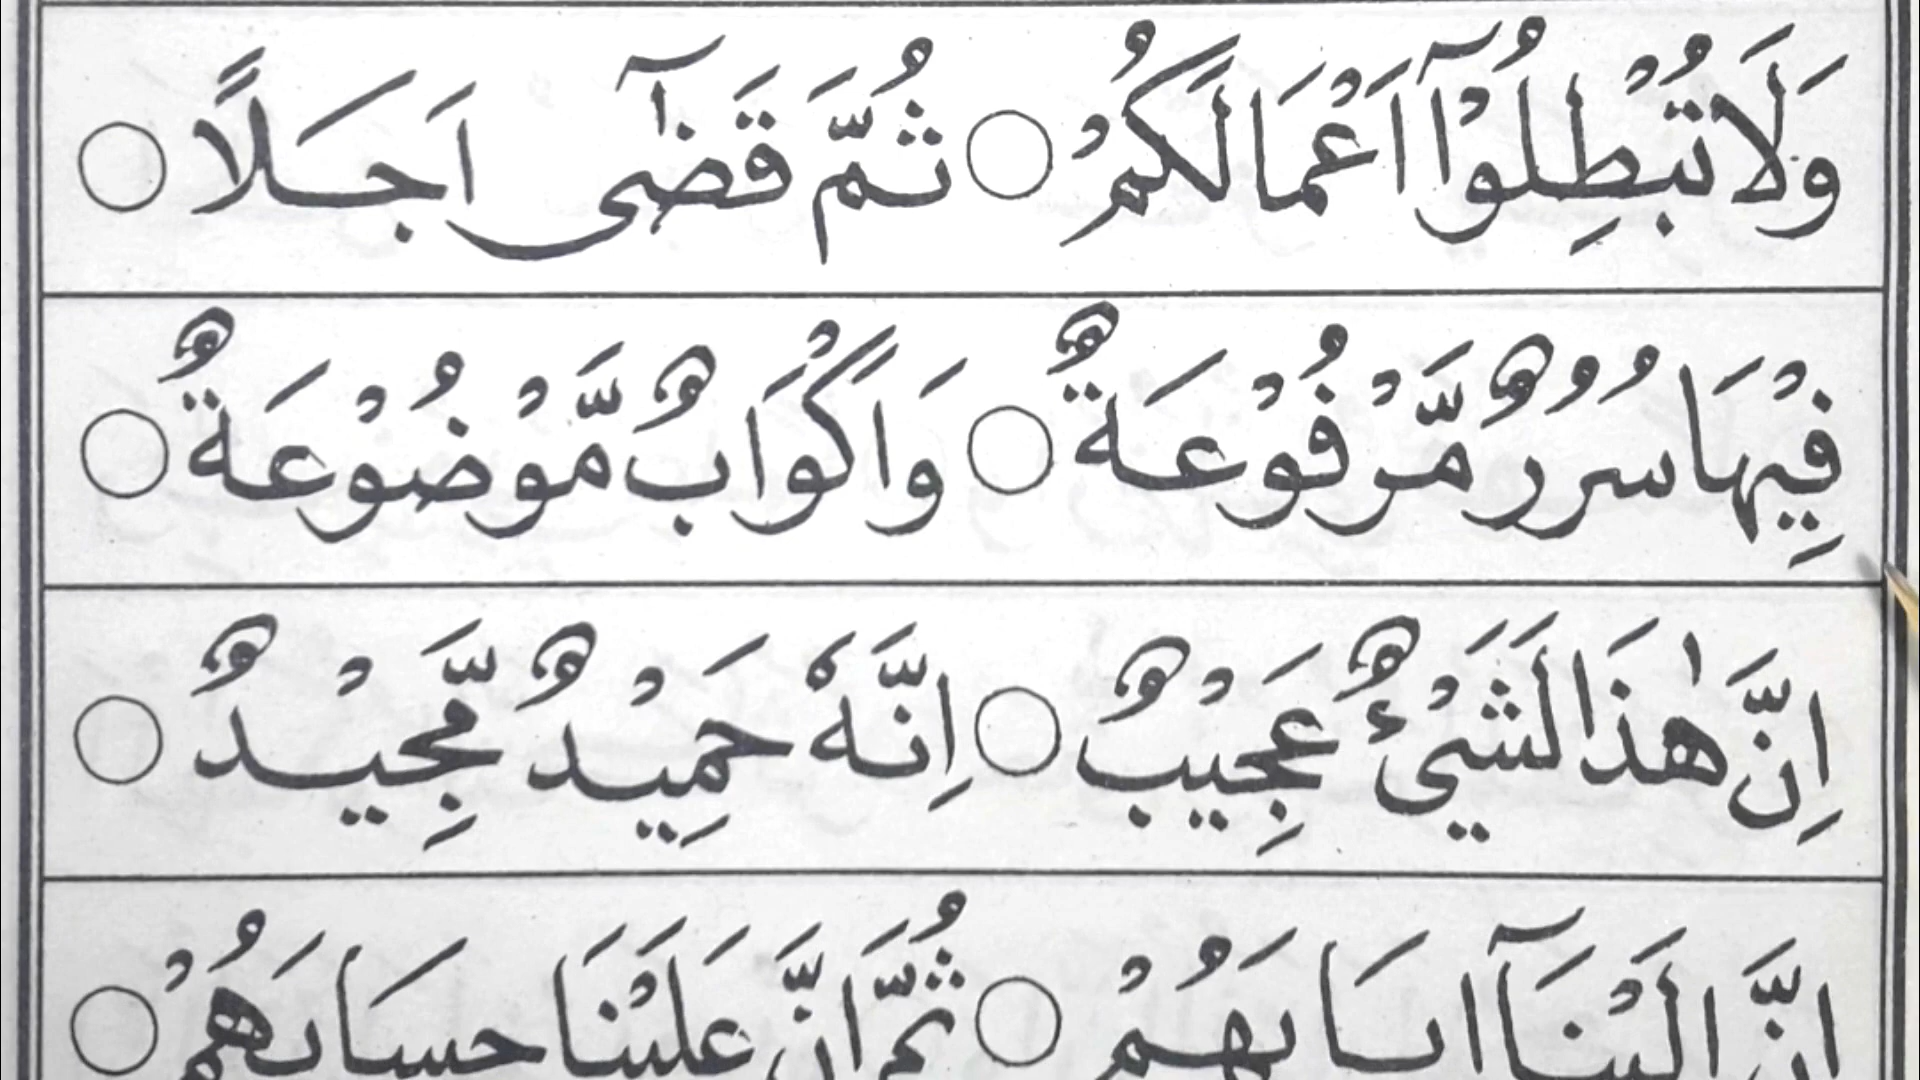 وَلَا تُبْطِلُوْٓا اَعْمَالَكُمْ ○ ثُمَّ قَضٰٓى اَجَلًا ○
فِيْهَا سُرُرٌ مَّرْفُوْعَةٌ ○ وَاَكْوَابٌ مَّوْضُوْعَةٌ ○
اِنَّ هٰذَا لَشَیْءٌ عَجِيْبٌ ○ اِنَّهٗ حَمِيْدٌ مَّجِيْدٌ ○
اِنَّ اِلَيْنَآ اِيَابَهُمْ ○ ثُمَّ اِنَّ عَلَيْنَا حِسَابَهُمْ ○